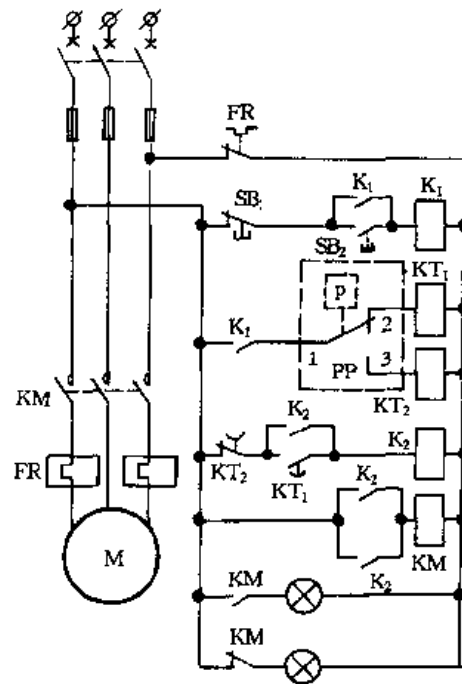 FR
SB₁ K₁ K₁
SB₂
KT₁
P
K₁ 2
1 3
PP
KT₂
KM
K₂ K₂
FR
KT₂ KT₁
K₂
M KM
K₂
KM
KM